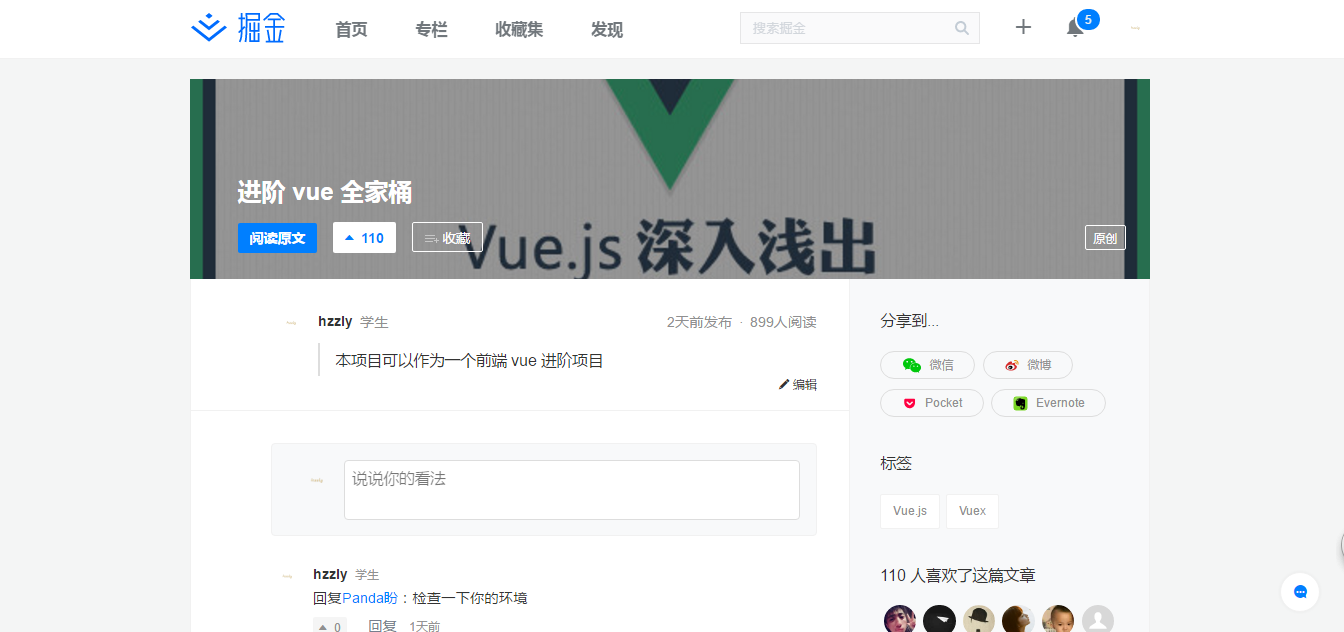 掘金 首页 专栏 收藏集 发现 搜索掘金 5
进阶 vue 全家桶
阅读原文 110 收藏 原创
Vue.js 深入浅出
hzzly 学生 2天前发布 · 899人阅读
本项目可以作为一个前端 vue 进阶项目
编辑
说说你的看法
hzzly 学生
回复Panda盼：检查一下你的环境
0 回复 1天前
分享到...
微信 微博
Pocket Evernote
标签
Vue.js Vuex
110 人喜欢了这篇文章